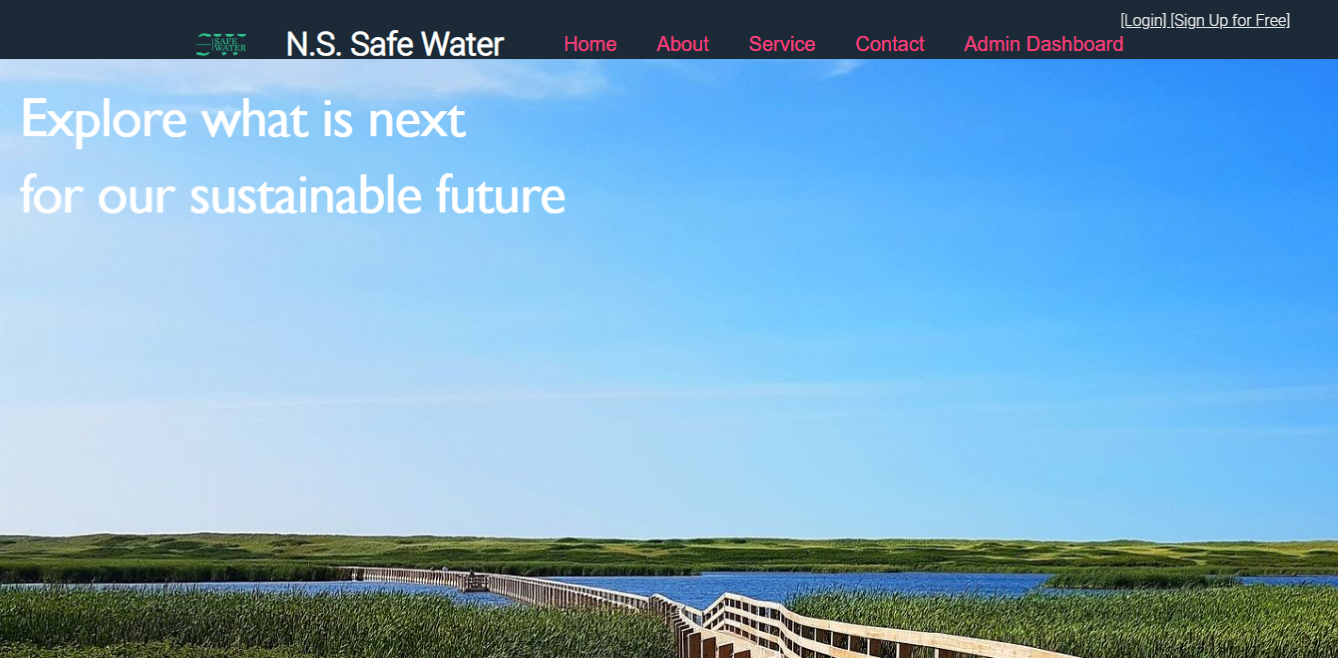 [Login] [Sign Up for Free]
SAFE
WATER
N.S. Safe Water
Home About Service Contact Admin Dashboard
Explore what is next
for our sustainable future